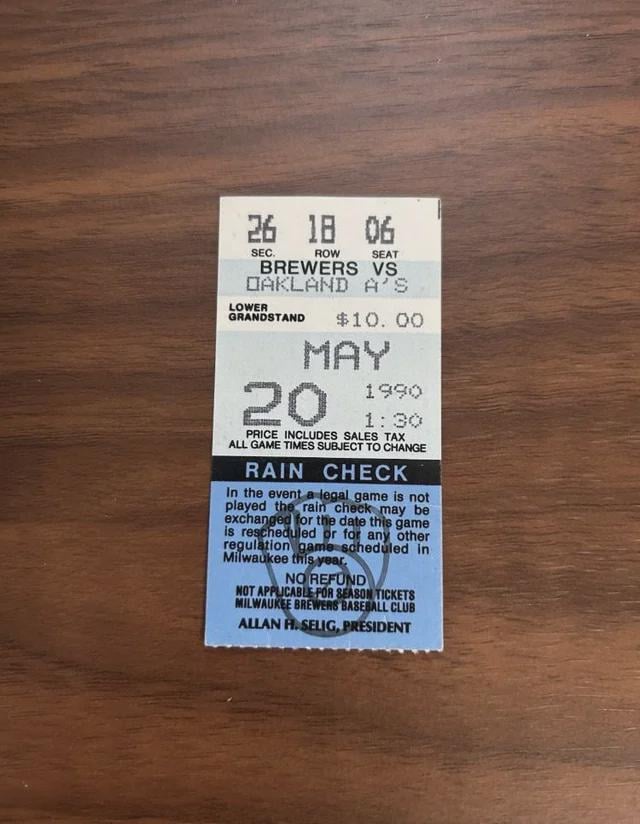 26 18 06
SEC. ROW SEAT
BREWERS VS
OAKLAND A'S
LOWER
GRANDSTAND $10.00
MAY
20 1990
1:30
PRICE INCLUDES SALES TAX
ALL GAME TIMES SUBJECT TO CHANGE
RAIN CHECK
In the event a legal game is not
played the rain check may be
exchanged for the date this game
is rescheduled or for any other
regulation game scheduled in
Milwaukee this year.
NO REFUND
NOT APPLICABLE FOR SEASON TICKETS
MILWAUKEE BREWERS BASEBALL CLUB
ALLAN H. SELIG, PRESIDENT